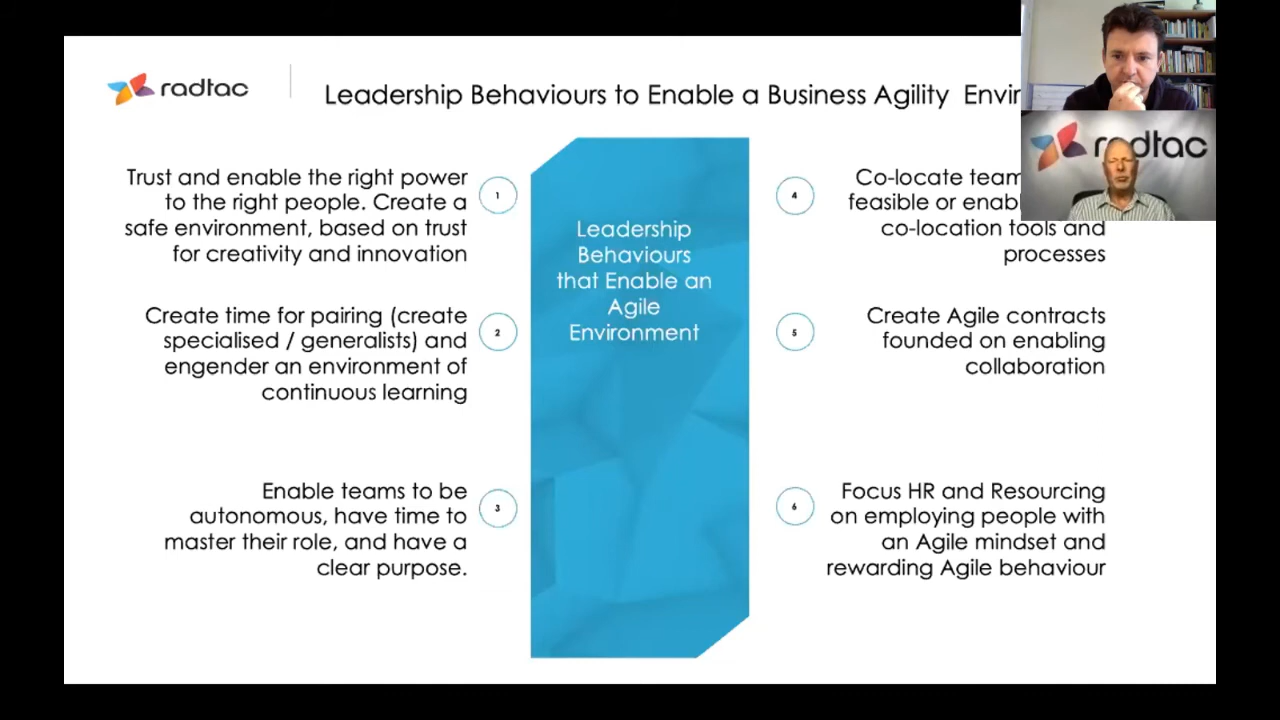 radtac
Leadership Behaviours to Enable a Business Agility Envir
radtac
Trust and enable the right power
to the right people. Create a
safe environment, based on trust
for creativity and innovation
1
Create time for pairing (create
specialised / generalists) and
engender an environment of
continuous learning
2
Enable teams to be
autonomous, have time to
master their role, and have a
clear purpose.
3
Leadership
Behaviours
that Enable an
Agile
Environment
4
Co-locate team
feasible or enabl
co-location tools and
processes
5
Create Agile contracts
founded on enabling
collaboration
6
Focus HR and Resourcing
on employing people with
an Agile mindset and
rewarding Agile behaviour